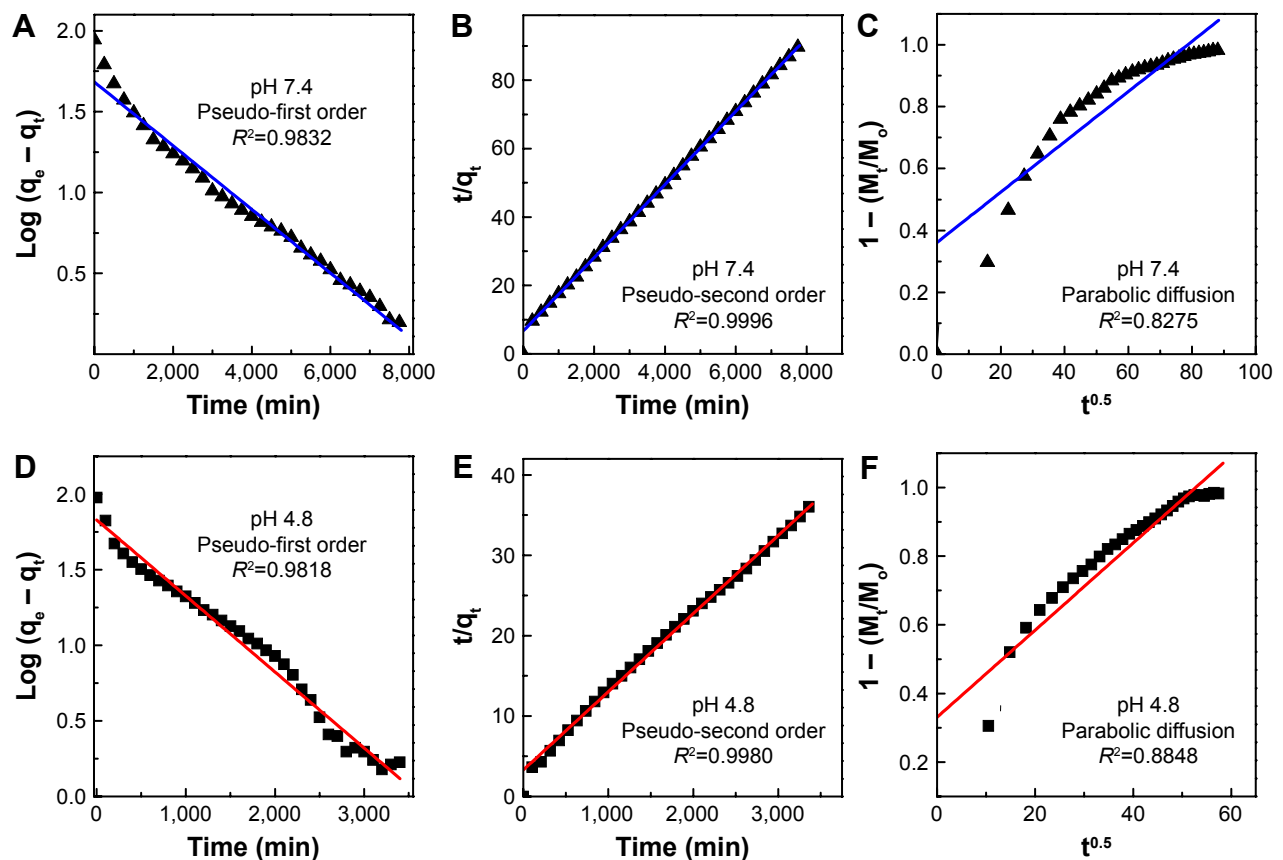 A
2.0
1.5
1.0
0.5
Log (qe – qt)
pH 7.4
Pseudo-first order
R2=0.9832
0 2,000 4,000 6,000 8,000
Time (min)
B
80
60
40
20
0
t/qt
pH 7.4
Pseudo-second order
R2=0.9996
0 2,000 4,000 6,000 8,000
Time (min)
C
1.0
0.8
0.6
0.4
0.2
0.0
1 – (Mt/Mo)
pH 7.4
Parabolic diffusion
R2=0.8275
0 20 40 60 80 100
t0.5
D
2.0
1.5
1.0
0.5
0.0
Log (qe – qt)
pH 4.8
Pseudo-first order
R2=0.9818
0 1,000 2,000 3,000
Time (min)
E
40
30
20
10
0
t/qt
pH 4.8
Pseudo-second order
R2=0.9980
0 1,000 2,000 3,000
Time (min)
F
1.0
0.8
0.6
0.4
0.2
1 – (Mt/Mo)
pH 4.8
Parabolic diffusion
R2=0.8848
0 20 40 60
t0.5